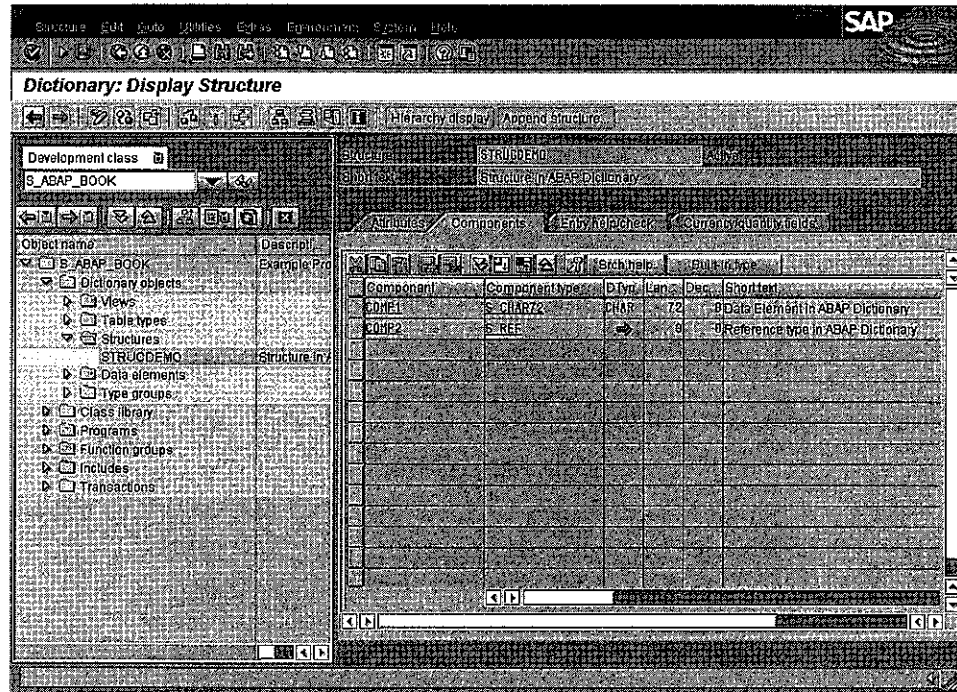 Structure Edit Goto Utilities Extras Environment System Help
SAP
Dictionary: Display Structure
Hierarchy display Append structure...
Development class
S_ABAP_BOOK
Structure STRUCDEMO Active
Short text Structure in ABAP Dictionary
Attributes Components Entry help/check Currency/quantity fields
Object name Descripti
S_ABAP_BOOK Example Pro
Dictionary objects
Views
Table types
Structures
STRUCDEMO Structure in A
Data elements
Type groups
Class library
Programs
Function groups
Includes
Transactions
Srch help Built-in type
Component Component type DTyp Len... Dec... Short text
COMP1 S_CHAR72 CHAR 72 0 Data Element in ABAP Dictionary
COMP2 S_REF 0 Reference type in ABAP Dictionary